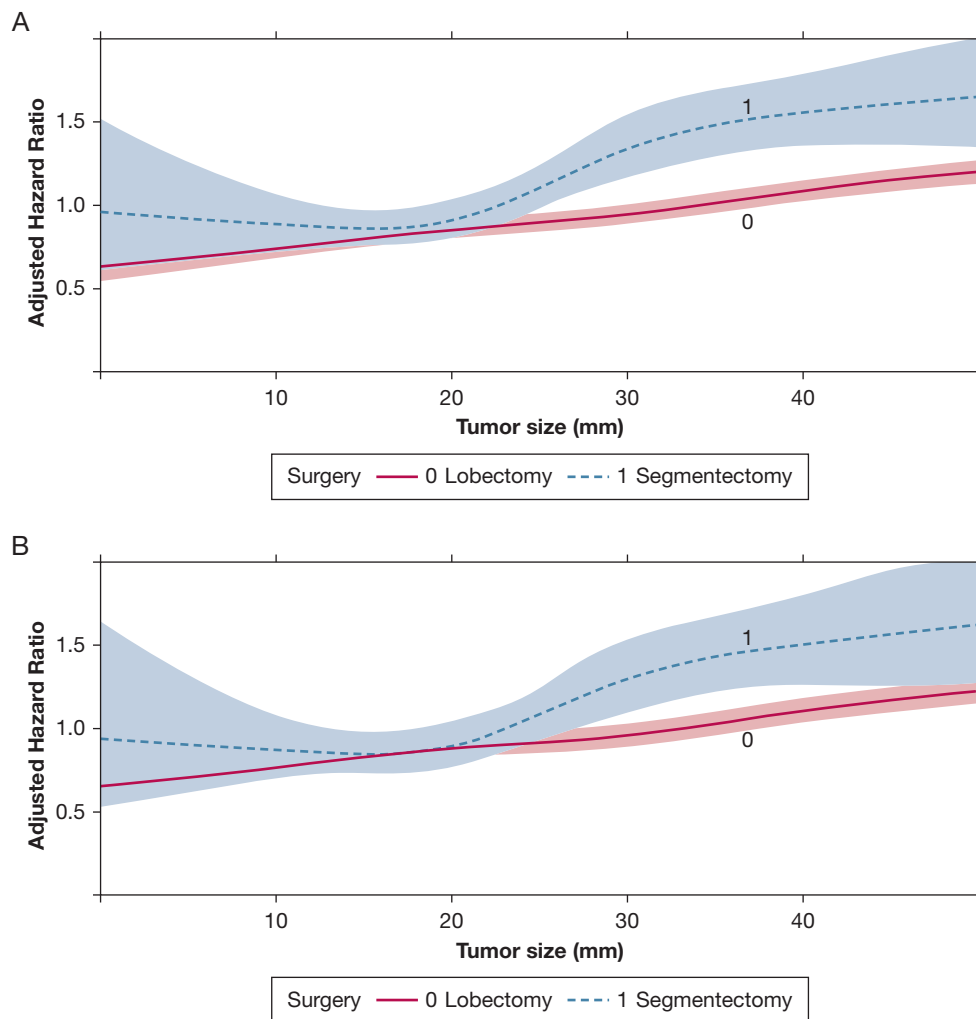 A
Adjusted Hazard Ratio
1.5
1.0
0.5
1
0
10 20 30 40
Tumor size (mm)
Surgery 0 Lobectomy 1 Segmentectomy
B
Adjusted Hazard Ratio
1.5
1.0
0.5
1
0
10 20 30 40
Tumor size (mm)
Surgery 0 Lobectomy 1 Segmentectomy